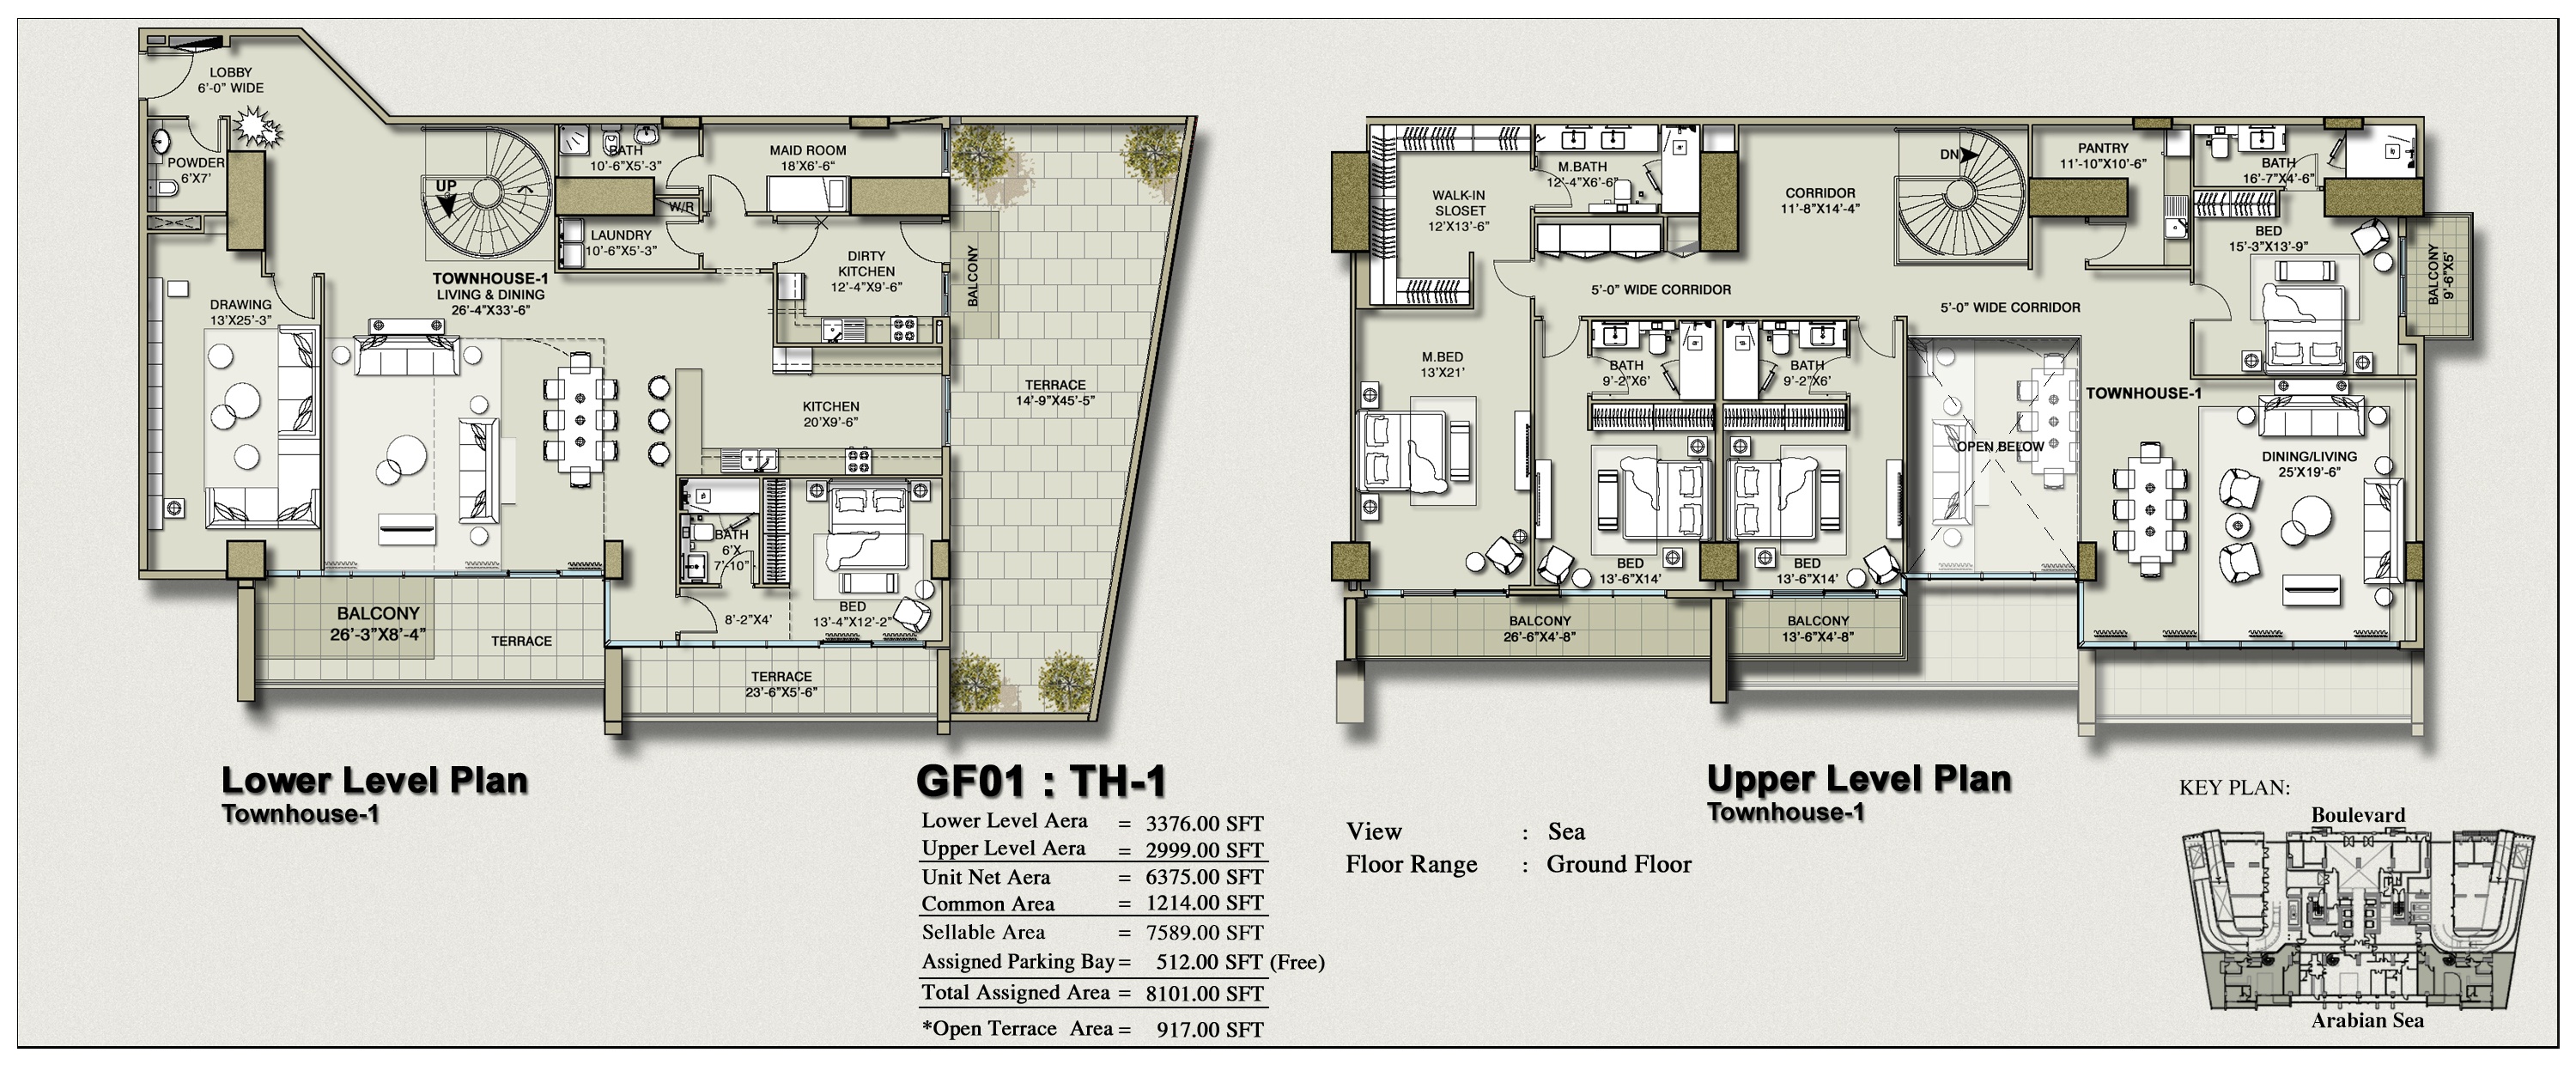 LOBBY
6'-0" WIDE
POWDER
6'X7'
UP
BATH
10'-6"X5'-3"
MAID ROOM
18'X6'-6"
W/R
LAUNDRY
10'-6"X5'-3"
DIRTY
KITCHEN
12'-4"X9'-6"
BALCONY
TOWNHOUSE-1
LIVING & DINING
26'-4"X33'-6"
DRAWING
13'X25'-3"
TERRACE
14'-9"X45'-5"
KITCHEN
20'X9'-6"
BATH
6'X
7'-10"
BED
13'-4"X12'-2"
8'-2"X4'
BALCONY
26'-3"X8'-4"
TERRACE
TERRACE
23'-6"X5'-6"
Lower Level Plan
Townhouse-1
WALK-IN
SLOSET
12'X13'-6"
M.BATH
12'-4"X6'-6"
CORRIDOR
11'-8"X14'-4"
DN
PANTRY
11'-10"X10'-6"
BATH
16'-7"X4'-6"
BED
15'-3"X13'-9"
BALCONY
9'-6"X5'
5'-0" WIDE CORRIDOR
5'-0" WIDE CORRIDOR
M.BED
13'X21'
BATH
9'-2"X6'
BATH
9'-2"X6'
TOWNHOUSE-1
OPEN BELOW
DINING/LIVING
25'X19'-6"
BED
13'-6"X14'
BED
13'-6"X14'
BALCONY
26'-6"X4'-8"
BALCONY
13'-6"X4'-8"
Upper Level Plan
Townhouse-1
GF01 : TH-1
Lower Level Aera = 3376.00 SFT
Upper Level Aera = 2999.00 SFT
Unit Net Aera = 6375.00 SFT
Common Area = 1214.00 SFT
Sellable Area = 7589.00 SFT
Assigned Parking Bay = 512.00 SFT (Free)
Total Assigned Area = 8101.00 SFT
*Open Terrace Area = 917.00 SFT
View : Sea
Floor Range : Ground Floor
KEY PLAN:
Boulevard
Arabian Sea